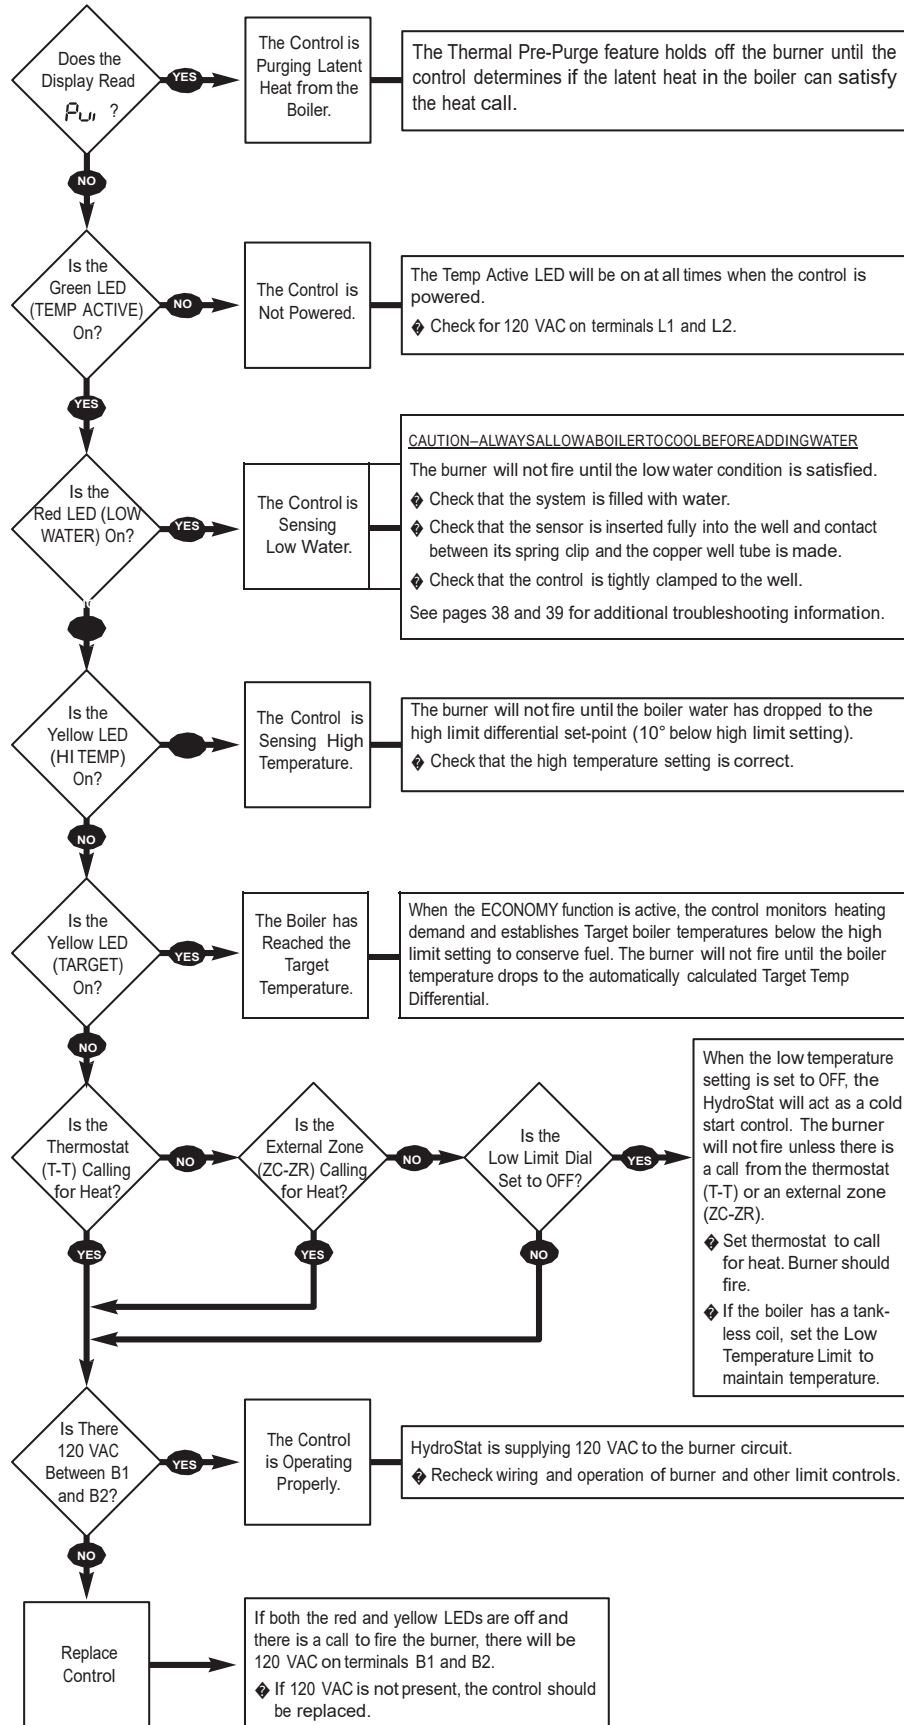 Does the
Display Read
Pur ?
YES
The Control is
Purging Latent
Heat from the
Boiler.
The Thermal Pre-Purge feature holds off the burner until the
control determines if the latent heat in the boiler can satisfy
the heat call.
NO
Is the
Green LED
(TEMP ACTIVE)
On?
NO
The Control is
Not Powered.
The Temp Active LED will be on at all times when the control is
powered.
� Check for 120 VAC on terminals L1 and L2.
YES
Is the
Red LED (LOW
WATER) On?
YES
The Control is
Sensing
Low Water.
CAUTION–ALWAYSALLOWABOILERTOCOOLBEFOREADDINGWATER
The burner will not fire until the low water condition is satisfied.
� Check that the system is filled with water.
� Check that the sensor is inserted fully into the well and contact
between its spring clip and the copper well tube is made.
� Check that the control is tightly clamped to the well.
See pages 38 and 39 for additional troubleshooting information.
Is the
Yellow LED
(HI TEMP)
On?
The Control is
Sensing High
Temperature.
The burner will not fire until the boiler water has dropped to the
high limit differential set-point (10° below high limit setting).
� Check that the high temperature setting is correct.
NO
Is the
Yellow LED
(TARGET)
On?
YES
The Boiler has
Reached the
Target
Temperature.
When the ECONOMY function is active, the control monitors heating
demand and establishes Target boiler temperatures below the high
limit setting to conserve fuel. The burner will not fire until the boiler
temperature drops to the automatically calculated Target Temp
Differential.
NO
Is the
Thermostat
(T-T) Calling
for Heat?
NO
Is the
External Zone
(ZC-ZR) Calling
for Heat?
NO
Is the
Low Limit Dial
Set to OFF?
YES
When the low temperature
setting is set to OFF, the
HydroStat will act as a cold
start control. The burner
will not fire unless there is
a call from the thermostat
(T-T) or an external zone
(ZC-ZR).
� Set thermostat to call
for heat. Burner should
fire.
� If the boiler has a tank-
less coil, set the Low
Temperature Limit to
maintain temperature.
YES
YES
NO
Is There
120 VAC
Between B1
and B2?
YES
The Control
is Operating
Properly.
HydroStat is supplying 120 VAC to the burner circuit.
� Recheck wiring and operation of burner and other limit controls.
NO
Replace
Control
If both the red and yellow LEDs are off and
there is a call to fire the burner, there will be
120 VAC on terminals B1 and B2.
� If 120 VAC is not present, the control should
be replaced.